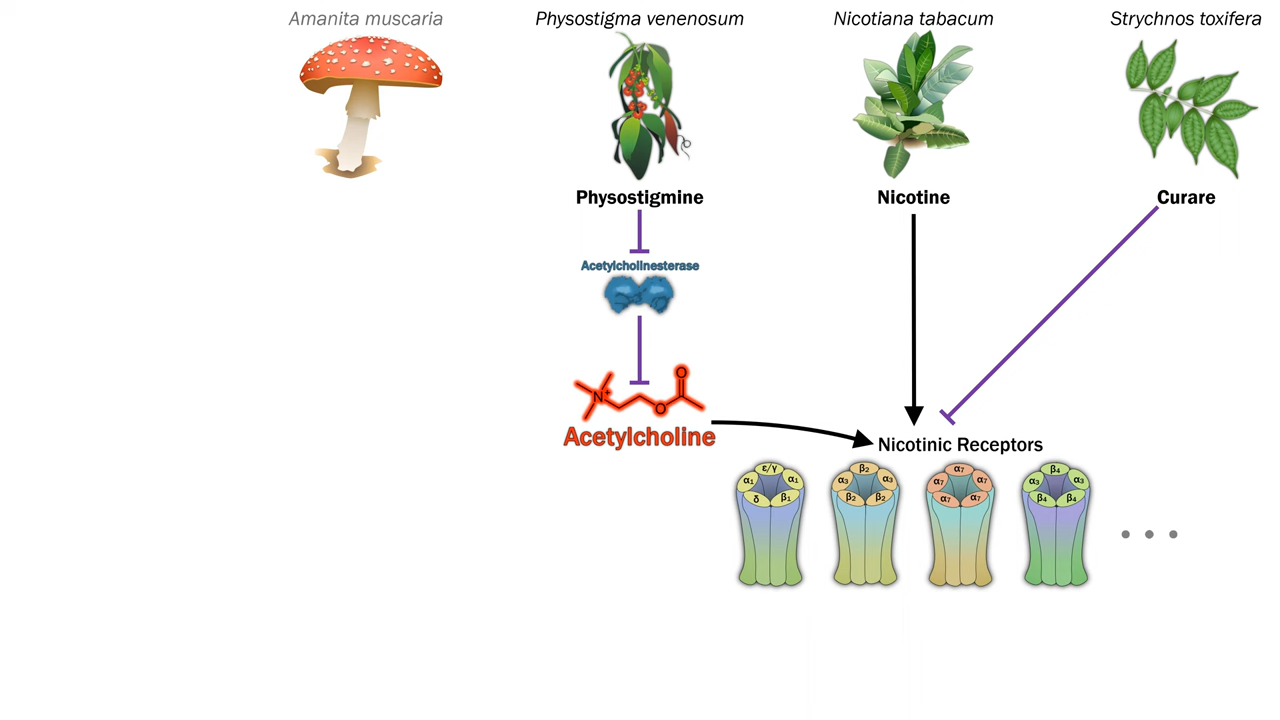 Amanita muscaria
Physostigma venenosum
Nicotiana tabacum
Strychnos toxifera
Physostigmine
Nicotine
Curare
Acetylcholinesterase
N+
O
O
Acetylcholine
Nicotinic Receptors
ε/γ
α1
α1
δ
β1
β2
α3
α3
β2
β2
α7
α7
α7
α7
α7
β4
α3
α3
β4
β4